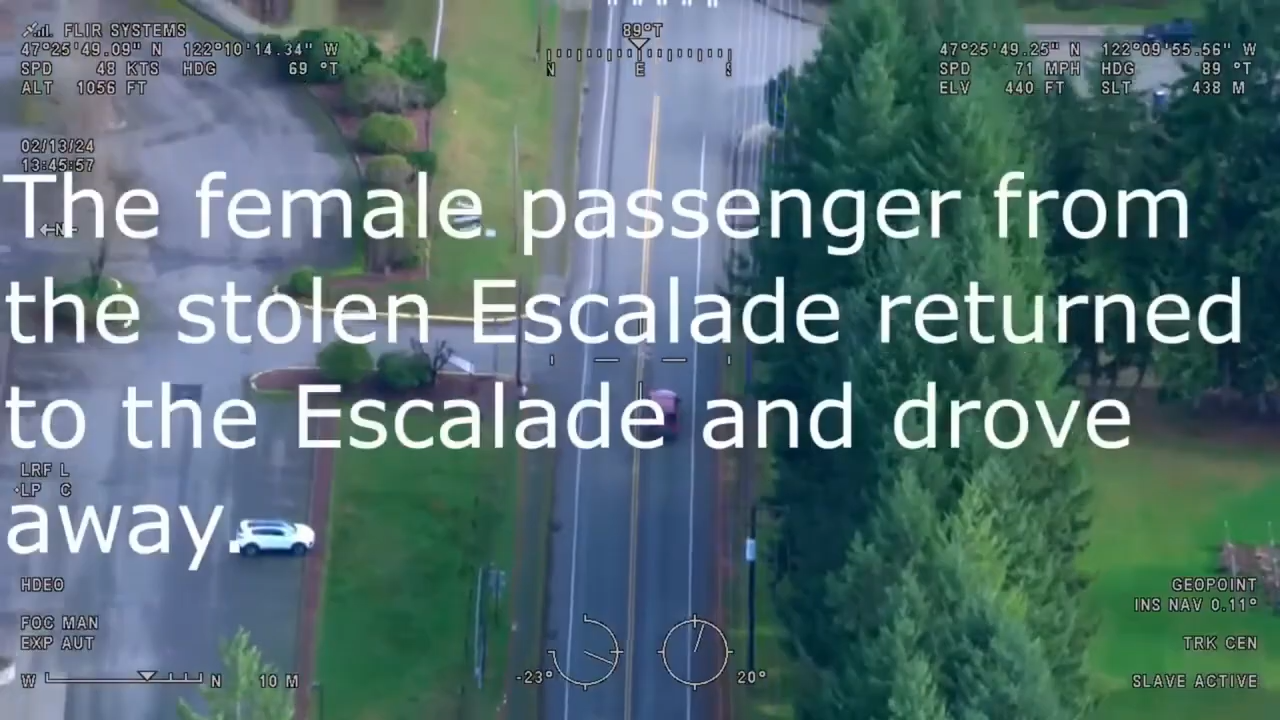 FLIR SYSTEMS
47°25'49.09" N 122°10'14.34" W
SPD 48 KTS HDG 69 °T
ALT 1056 FT
89°T
N E S
47°25'49.25" N 122°09'55.56" W
SPD 71 MPH HDG 89 °T
ELV 440 FT SLT 438 M
02/13/24
13:45:57
←N
The female passenger from
the stolen Escalade returned
to the Escalade and drove
away.
LRF L
LP C
HDEO
FOC MAN
EXP AUT
W N 10 M
-23° 20°
GEOPOINT
INS NAV 0.11°
TRK CEN
SLAVE ACTIVE